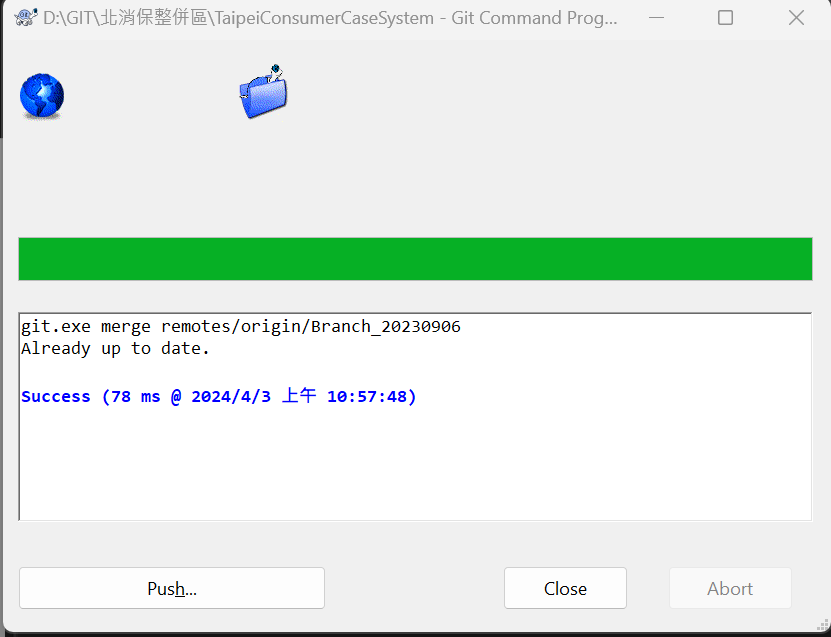 D:\GIT\北消保整併區\TaipeiConsumerCaseSystem - Git Command Prog...
git.exe merge remotes/origin/Branch_20230906
Already up to date.
Success (78 ms @ 2024/4/3 上午 10:57:48)
Push...
Close
Abort